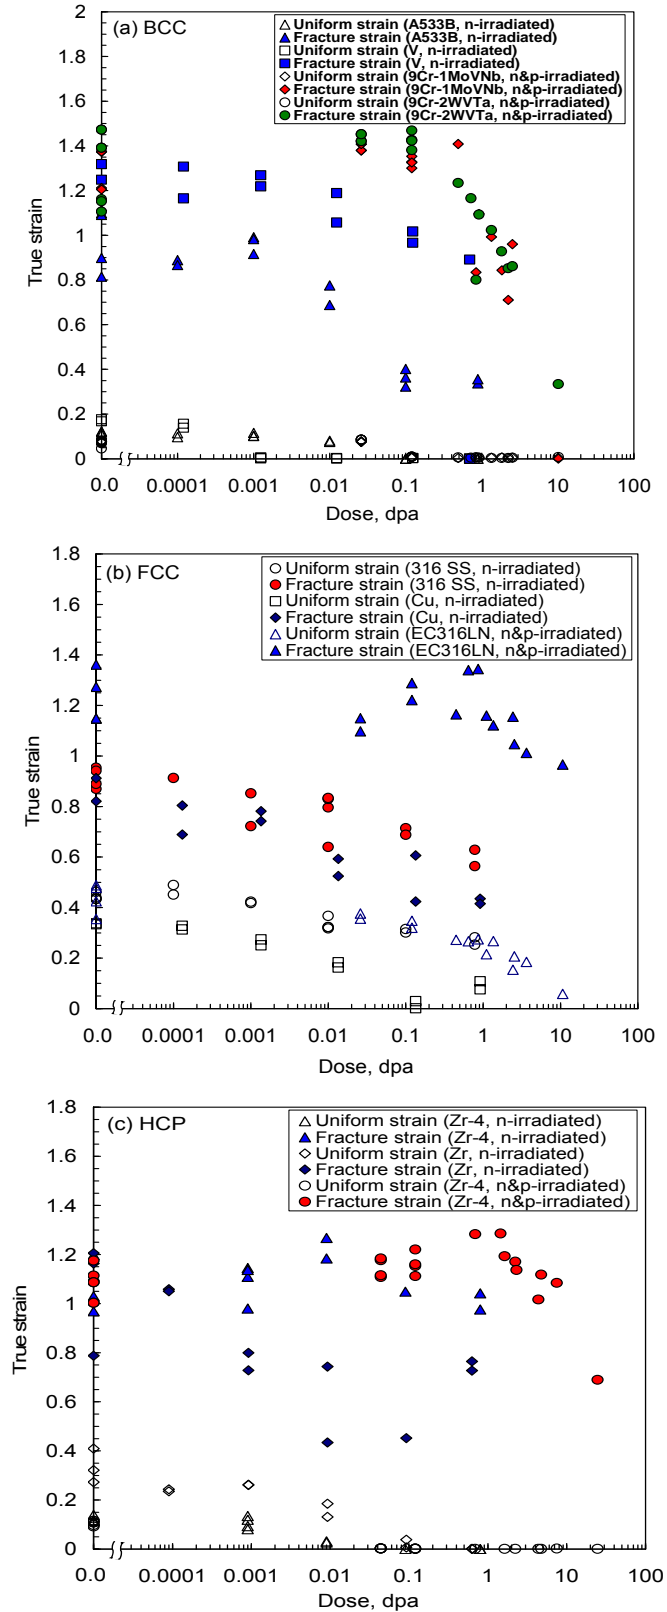 2
(a) BCC
Uniform strain (A533B, n-irradiated)
Fracture strain (A533B, n-irradiated)
Uniform strain (V, n-irradiated)
Fracture strain (V, n-irradiated)
Uniform strain (9Cr-1MoVNb, n&p-irradiated)
Fracture strain (9Cr-1MoVNb, n&p-irradiated)
Uniform strain (9Cr-2WVTa, n&p-irradiated)
Fracture strain (9Cr-2WVTa, n&p-irradiated)
1.8
1.6
1.4
1.2
1
0.8
0.6
0.4
0.2
0
True strain
0.0 0.0001 0.001 0.01 0.1 1 10 100
Dose, dpa
1.8
(b) FCC
Uniform strain (316 SS, n-irradiated)
Fracture strain (316 SS, n-irradiated)
Uniform strain (Cu, n-irradiated)
Fracture strain (Cu, n-irradiated)
Uniform strain (EC316LN, n&p-irradiated)
Fracture strain (EC316LN, n&p-irradiated)
1.6
1.4
1.2
1
0.8
0.6
0.4
0.2
0
True strain
0.0 0.0001 0.001 0.01 0.1 1 10 100
Dose, dpa
1.8
(c) HCP
Uniform strain (Zr-4, n-irradiated)
Fracture strain (Zr-4, n-irradiated)
Uniform strain (Zr, n-irradiated)
Fracture strain (Zr, n-irradiated)
Uniform strain (Zr-4, n&p-irradiated)
Fracture strain (Zr-4, n&p-irradiated)
1.6
1.4
1.2
1
0.8
0.6
0.4
0.2
0
True strain
0.0 0.0001 0.001 0.01 0.1 1 10 100
Dose, dpa